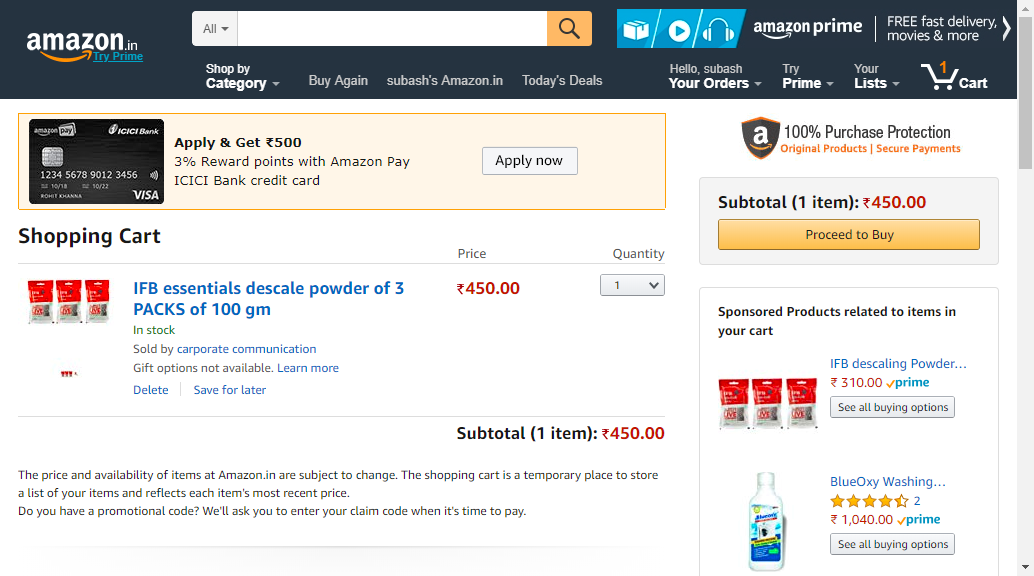 amazon.in
Try Prime
All
amazon prime
FREE fast delivery,
movies & more
Shop by
Category
Buy Again
subash's Amazon.in
Today's Deals
Hello, subash
Your Orders
Try
Prime
Your
Lists
1
Cart
amazon pay
ICICI Bank
1234 5678 9012 3456
10/18
10/22
ROHIT KHANNA
VISA
Apply & Get ₹500
3% Reward points with Amazon Pay
ICICI Bank credit card
Apply now
100% Purchase Protection
Original Products | Secure Payments
Subtotal (1 item): ₹450.00
Proceed to Buy
Shopping Cart
Price
Quantity
IFB essentials descale powder of 3
PACKS of 100 gm
₹450.00
1
In stock
Sold by carporate communication
Gift options not available. Learn more
Delete
Save for later
Subtotal (1 item): ₹450.00
The price and availability of items at Amazon.in are subject to change. The shopping cart is a temporary place to store
a list of your items and reflects each item's most recent price.
Do you have a promotional code? We'll ask you to enter your claim code when it's time to pay.
Sponsored Products related to items in
your cart
IFB descaling Powder...
₹ 310.00 prime
See all buying options
BlueOxy Washing...
2
₹ 1,040.00 prime
See all buying options